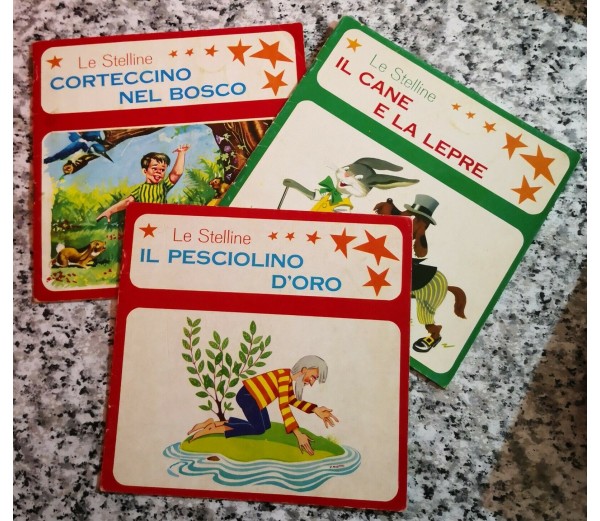 Le Stelline
CORTECCINO
NEL BOSCO
Le Stelline
IL CANE
E LA LEPRE
Le Stelline
IL PESCIOLINO
D'ORO